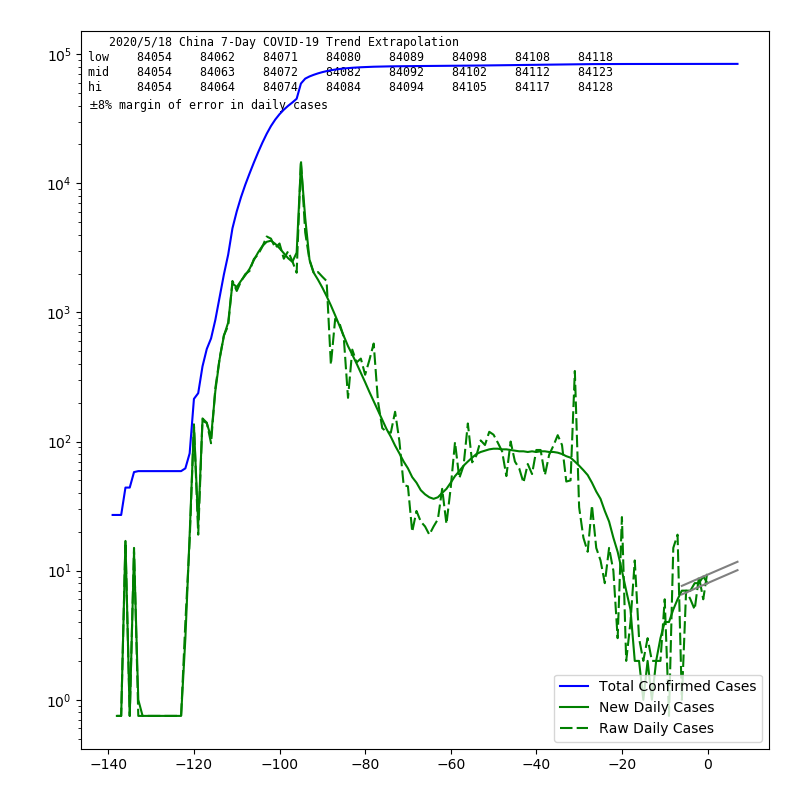 2020/5/18 China 7-Day COVID-19 Trend Extrapolation
low 84054 84062 84071 84080 84089 84098 84108 84118
mid 84054 84063 84072 84082 84092 84102 84112 84123
hi 84054 84064 84074 84084 84094 84105 84117 84128
±8% margin of error in daily cases
10^5
10^4
10^3
10^2
10^1
10^0
Total Confirmed Cases
New Daily Cases
Raw Daily Cases
−140 −120 −100 −80 −60 −40 −20 0